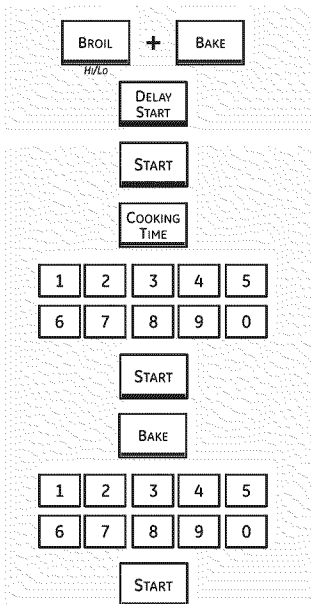 BROIL + BAKE
Hi/Lo
DELAY
START
START
COOKING
TIME
1 2 3 4 5
6 7 8 9 0
START
BAKE
1 2 3 4 5
6 7 8 9 0
START